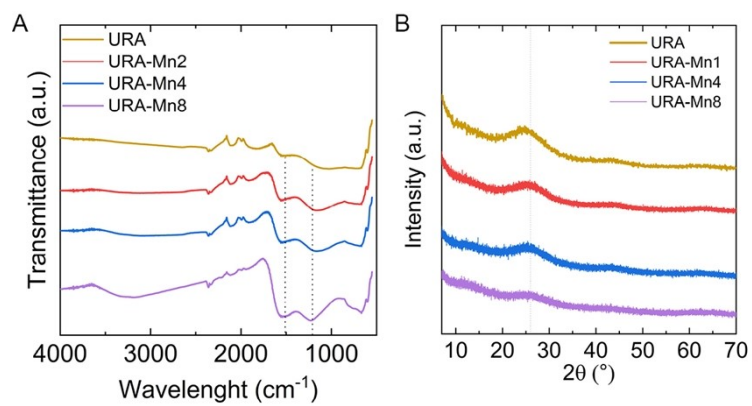 A
URA
URA-Mn2
URA-Mn4
URA-Mn8
Transmittance (a.u.)
4000 3000 2000 1000
Wavelenght (cm⁻¹)
B
URA
URA-Mn1
URA-Mn4
URA-Mn8
Intensity (a.u.)
10 20 30 40 50 60 70
2θ (°)